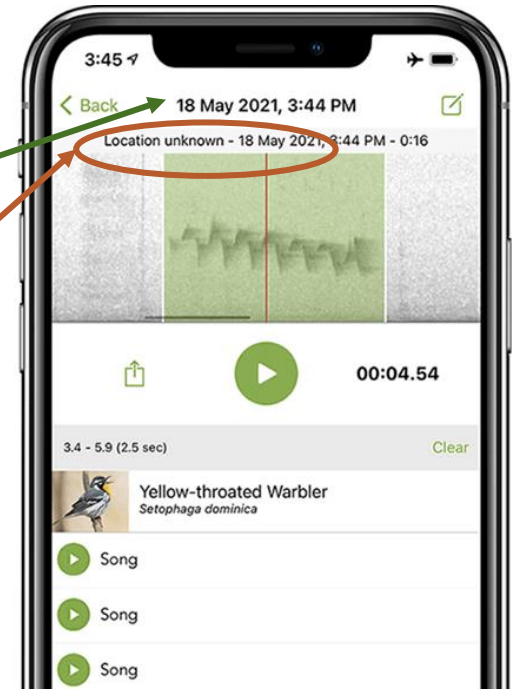 3:45
Back 18 May 2021, 3:44 PM
Location unknown - 18 May 2021, 3:44 PM - 0:16
00:04.54
3.4 - 5.9 (2.5 sec) Clear
Yellow-throated Warbler
Setophaga dominica
Song
Song
Song